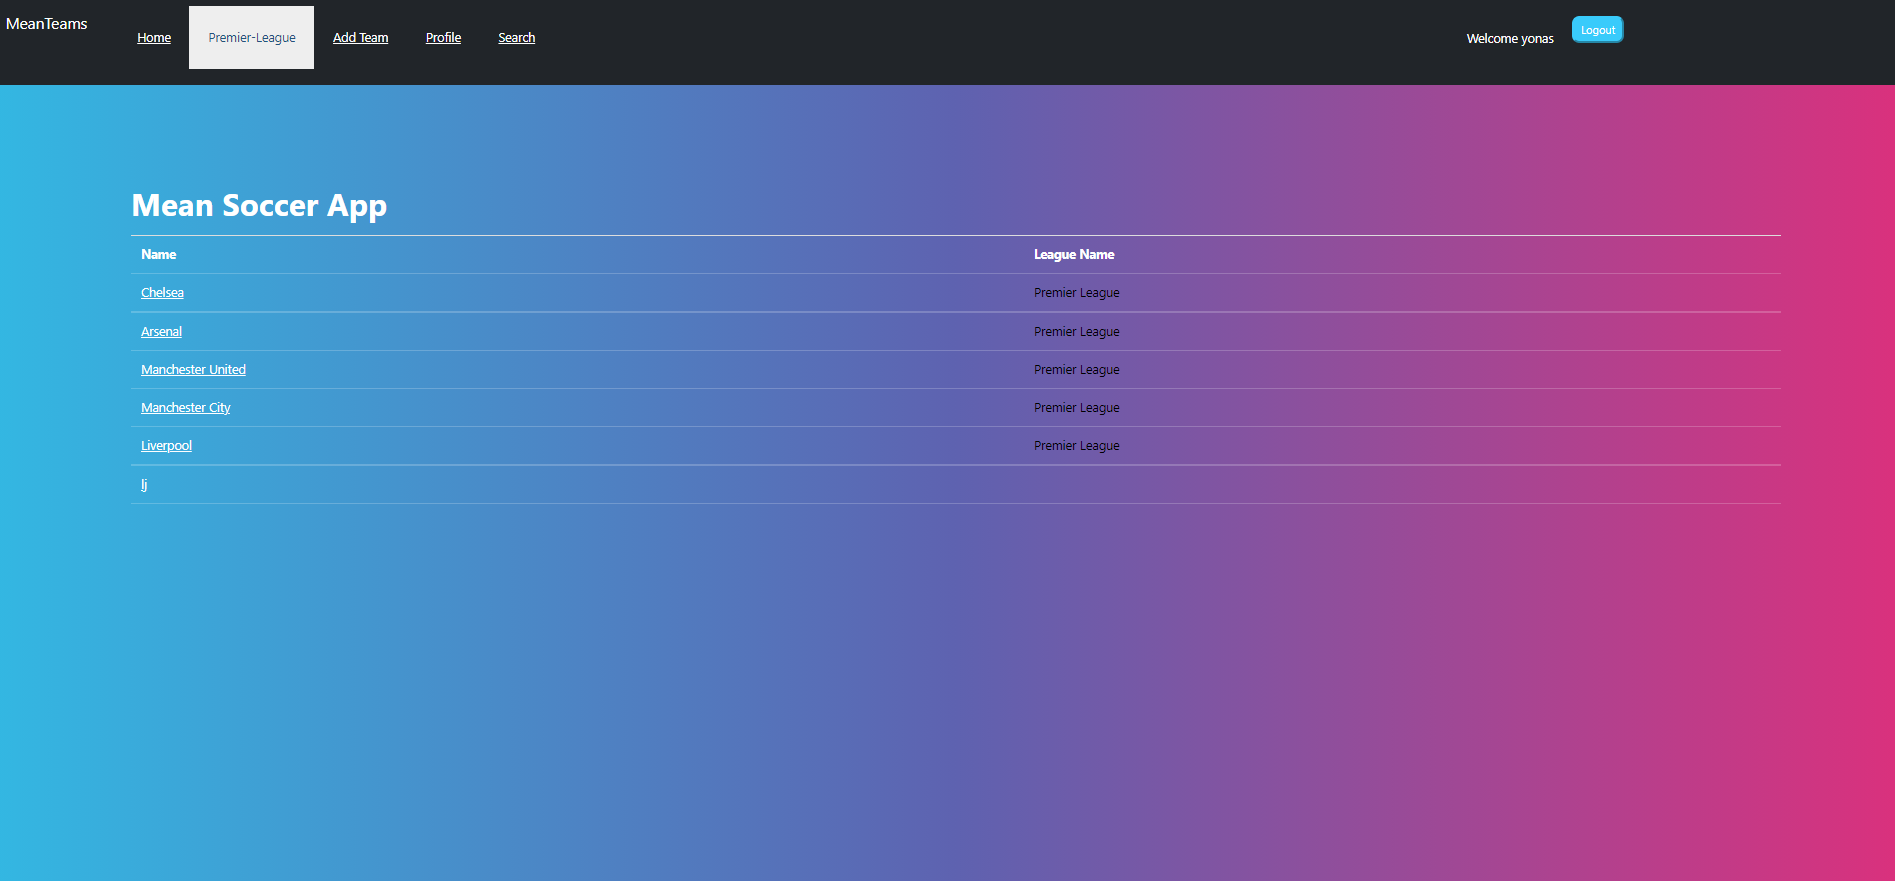 MeanTeams
Home Premier-League Add Team Profile Search Welcome yonas Logout
Mean Soccer App
Name League Name
Chelsea Premier League
Arsenal Premier League
Manchester United Premier League
Manchester City Premier League
Liverpool Premier League
lj